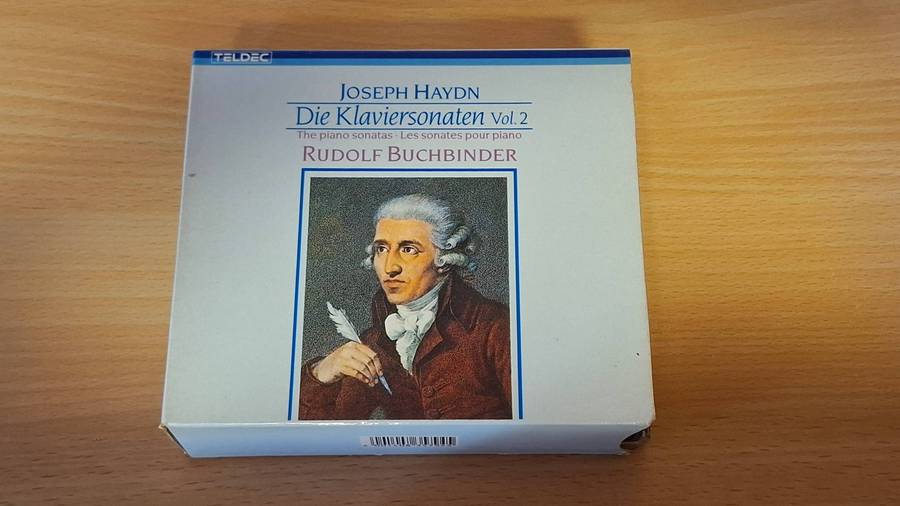 TELDEC
JOSEPH HAYDN
Die Klaviersonaten Vol. 2
The piano sonatas · Les sonates pour piano
RUDOLF BUCHBINDER